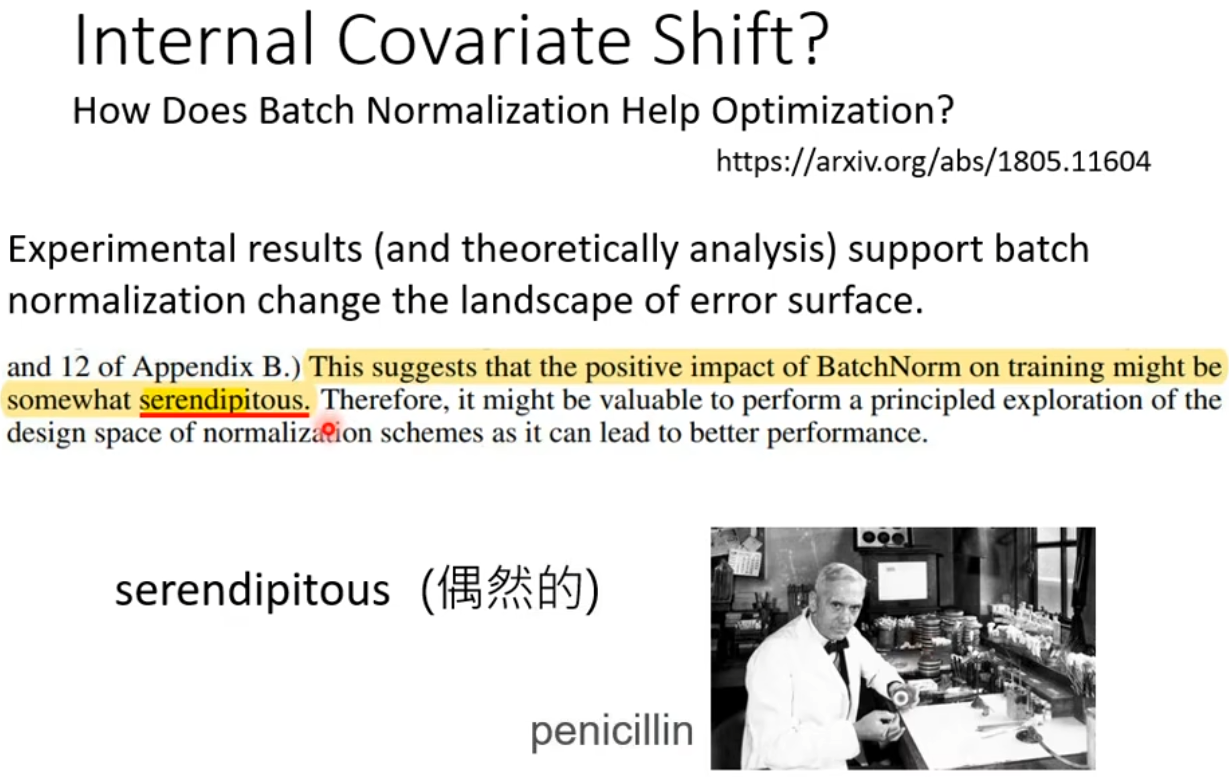 Internal Covariate Shift?
How Does Batch Normalization Help Optimization?
https://arxiv.org/abs/1805.11604
Experimental results (and theoretically analysis) support batch
normalization change the landscape of error surface.
and 12 of Appendix B.) This suggests that the positive impact of BatchNorm on training might be
somewhat serendipitous. Therefore, it might be valuable to perform a principled exploration of the
design space of normalization schemes as it can lead to better performance.
serendipitous (偶然的)
penicillin